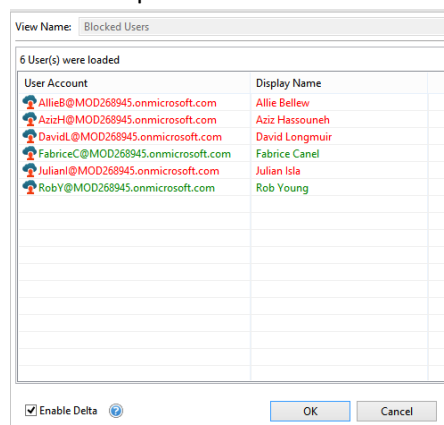 View Name: Blocked Users
6 User(s) were loaded
User Account Display Name
AllieB@MOD268945.onmicrosoft.com Allie Bellew
AzizH@MOD268945.onmicrosoft.com Aziz Hassouneh
DavidL@MOD268945.onmicrosoft.com David Longmuir
FabriceC@MOD268945.onmicrosoft.com Fabrice Canel
JulianI@MOD268945.onmicrosoft.com Julian Isla
RobY@MOD268945.onmicrosoft.com Rob Young
Enable Delta ?
OK Cancel